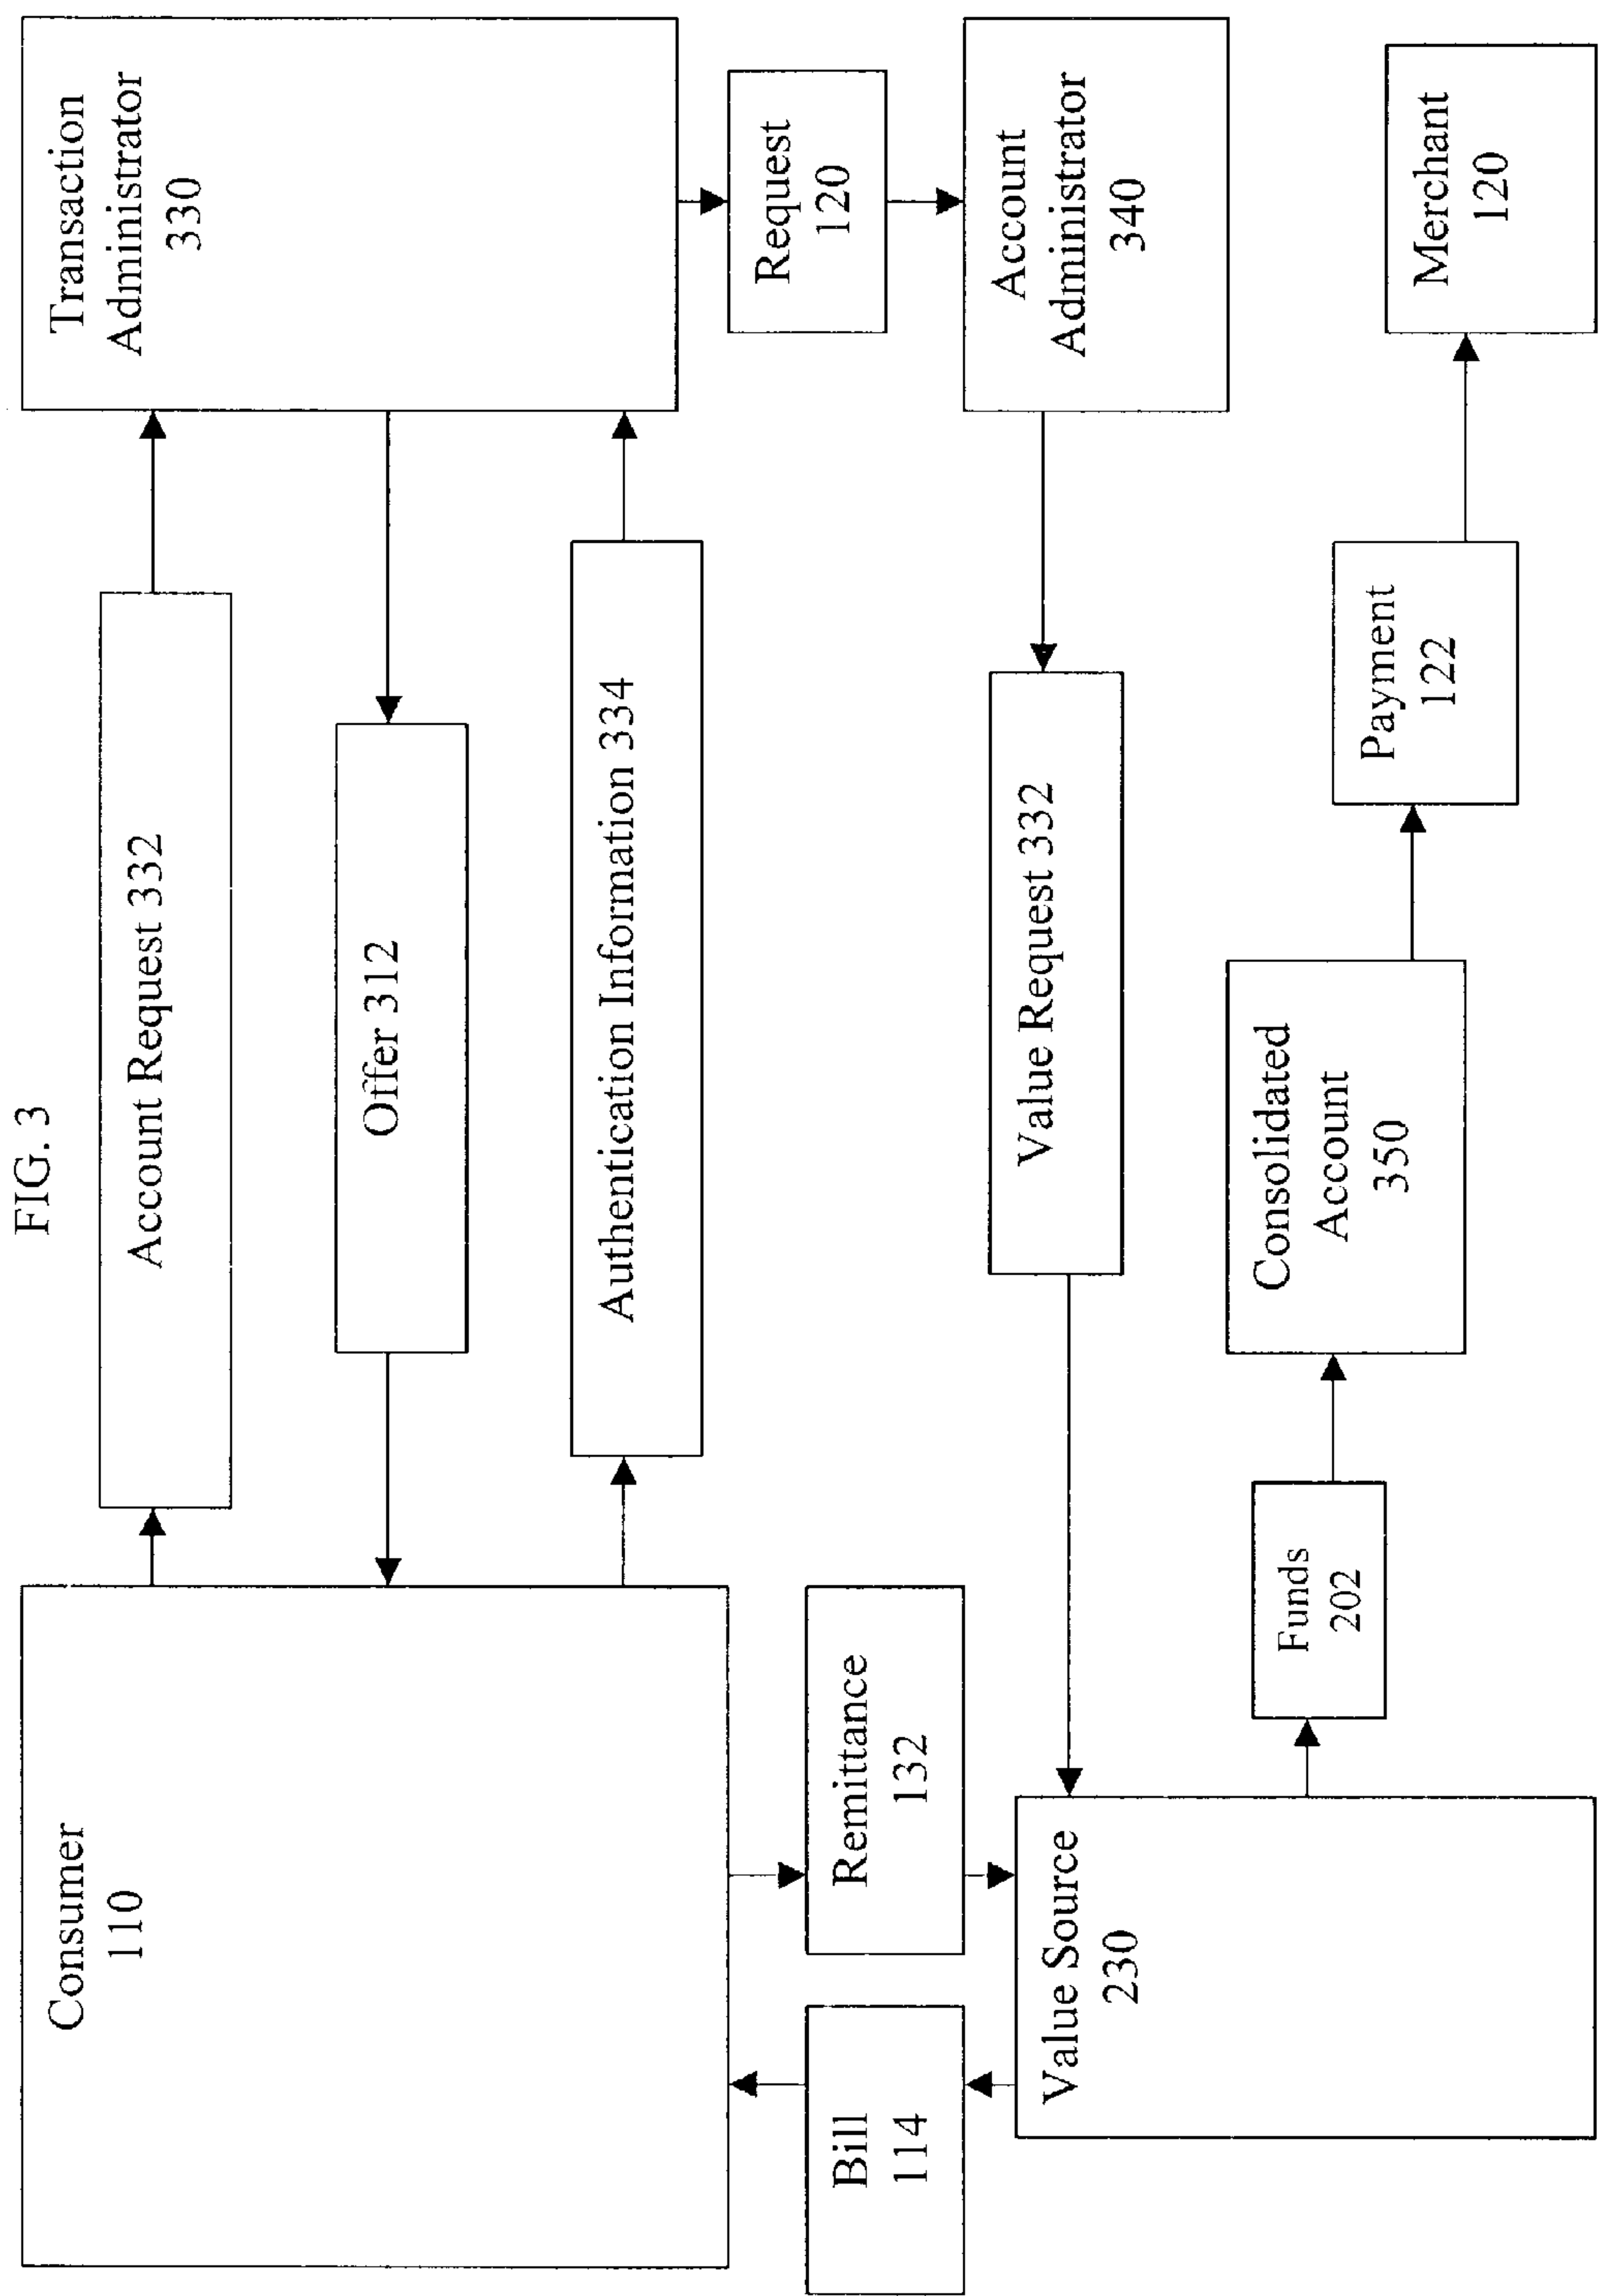 FIG. 3
Consumer
110
Account Request 332
Transaction
Administrator
330
Offer 312
Authentication Information 334
Bill
114
Remittance
132
Request
120
Value Source
230
Value Request 332
Account
Administrator
340
Funds
202
Consolidated
Account
350
Payment
122
Merchant
120